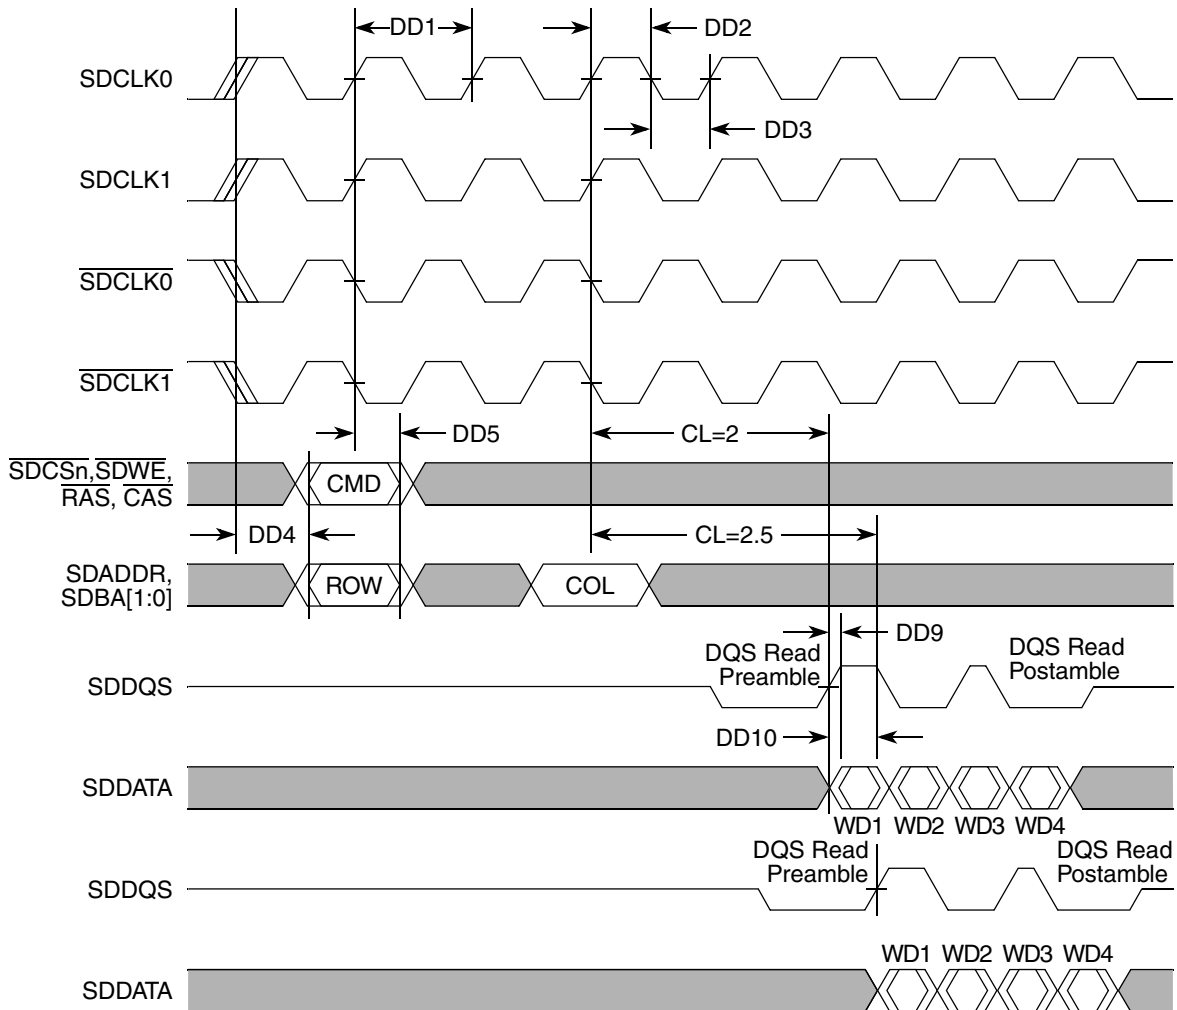 DD1
DD2
SDCLK0
DD3
SDCLK1
SDCLK0
SDCLK1
DD5
CL=2
SDCSn,SDWE,
RAS, CAS
CMD
DD4
CL=2.5
SDADDR,
SDBA[1:0]
ROW
COL
DD9
DQS Read
Preamble
DQS Read
Postamble
SDDQS
DD10
SDDATA
WD1 WD2 WD3 WD4
DQS Read
Preamble
DQS Read
Postamble
SDDQS
WD1 WD2 WD3 WD4
SDDATA